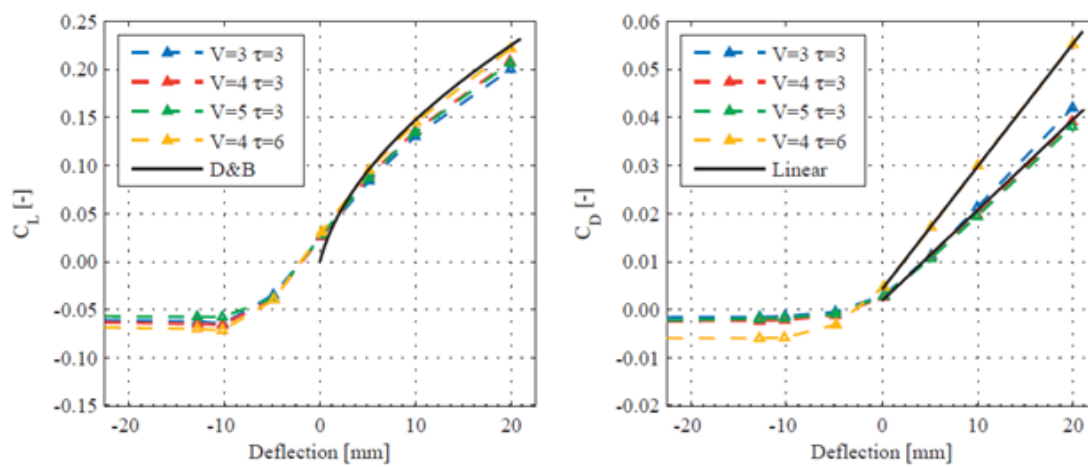 0.25
0.20
0.15
0.10
0.05
0.00
-0.05
-0.10
-0.15
C_L [-]
V=3 τ=3
V=4 τ=3
V=5 τ=3
V=4 τ=6
D&B
-20 -10 0 10 20
Deflection [mm]
0.06
0.05
0.04
0.03
0.02
0.01
0.00
-0.01
-0.02
C_D [-]
V=3 τ=3
V=4 τ=3
V=5 τ=3
V=4 τ=6
Linear
-20 -10 0 10 20
Deflection [mm]